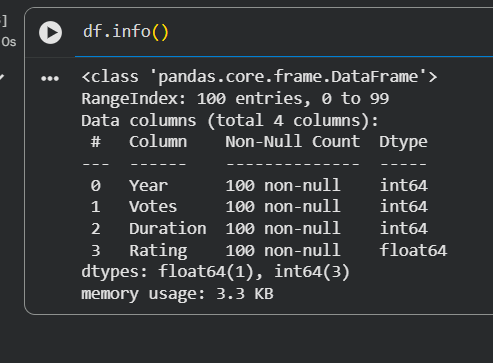 ]
0s
df.info()
<class 'pandas.core.frame.DataFrame'>
RangeIndex: 100 entries, 0 to 99
Data columns (total 4 columns):
 #   Column    Non-Null Count  Dtype
---  ------    --------------  -----
 0   Year      100 non-null    int64
 1   Votes     100 non-null    int64
 2   Duration  100 non-null    int64
 3   Rating    100 non-null    float64
dtypes: float64(1), int64(3)
memory usage: 3.3 KB